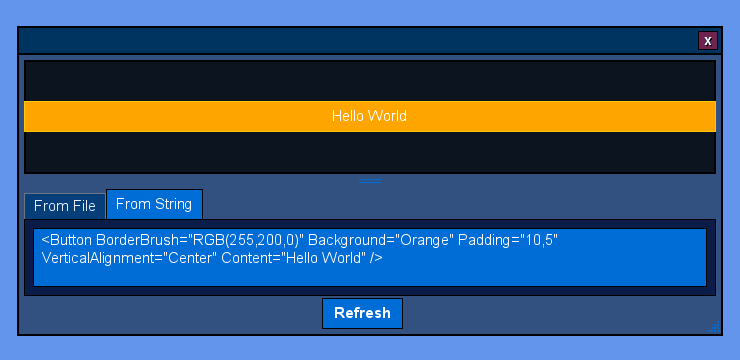 x
Hello World
From File
From String
<Button BorderBrush="RGB(255,200,0)" Background="Orange" Padding="10,5"
VerticalAlignment="Center" Content="Hello World" />
Refresh